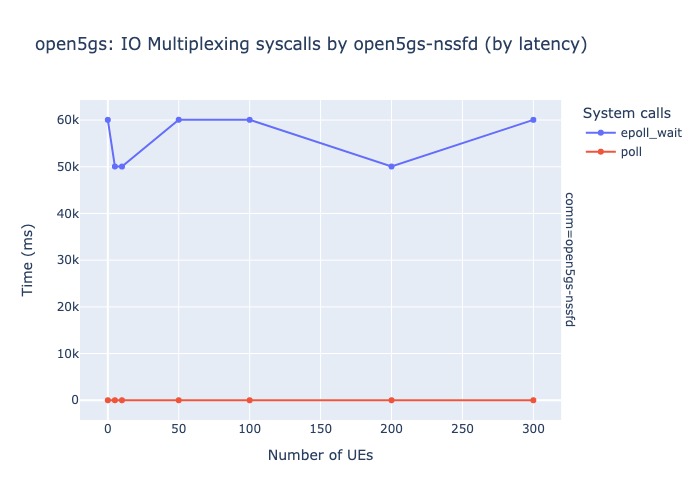 open5gs: IO Multiplexing syscalls by open5gs-nssfd (by latency)
System calls
epoll_wait
poll
60k
50k
40k
30k
20k
10k
0
Time (ms)
comm=open5gs-nssfd
0 50 100 150 200 250 300
Number of UEs